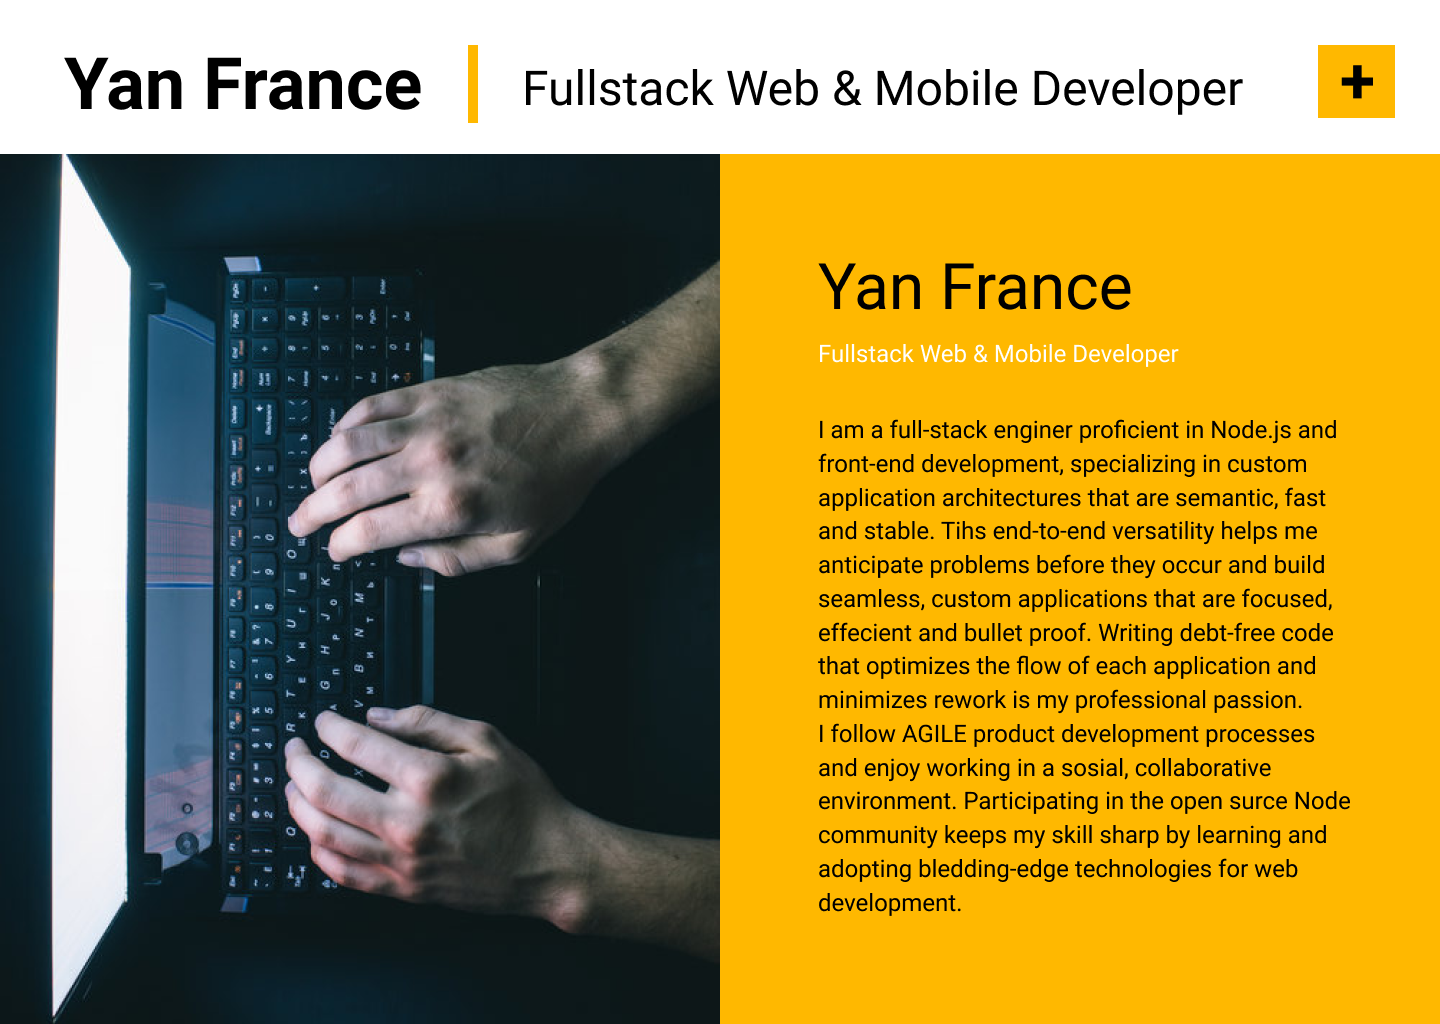 Yan France
Fullstack Web & Mobile Developer
+
Yan France
Fullstack Web & Mobile Developer
I am a full-stack enginer proficient in Node.js and
front-end development, specializing in custom
application architectures that are semantic, fast
and stable. Tihs end-to-end versatility helps me
anticipate problems before they occur and build
seamless, custom applications that are focused,
effecient and bullet proof. Writing debt-free code
that optimizes the flow of each application and
minimizes rework is my professional passion.
I follow AGILE product development processes
and enjoy working in a sosial, collaborative
environment. Participating in the open surce Node
community keeps my skill sharp by learning and
adopting bledding-edge technologies for web
development.